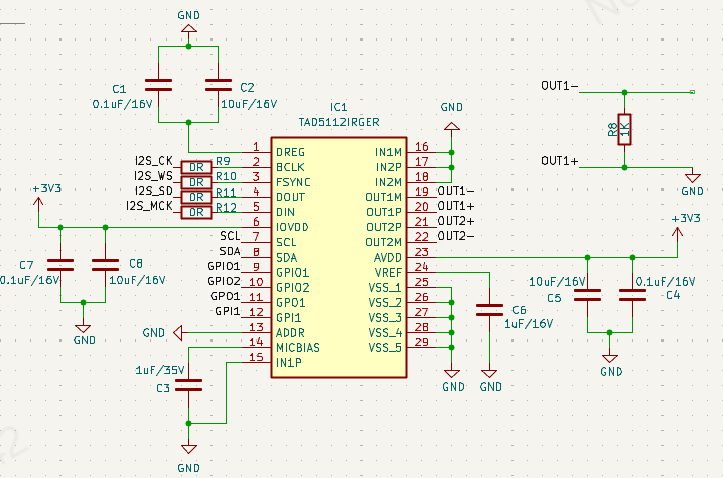 GND
C1
0.1uF/16V
C2
10uF/16V
IC1
TAD5112IRGER
GND
OUT1-
R8
1K
OUT1+
GND
1 DREG
2 BCLK
3 FSYNC
4 DOUT
5 DIN
6 IOVDD
7 SCL
8 SDA
9 GPIO1
10 GPIO2
11 GPO1
12 GPI1
13 ADDR
14 MICBIAS
15 IN1P
IN1M 16
IN2P 17
IN2M 18
OUT1M 19 OUT1-
OUT1P 20 OUT1+
OUT2P 21 OUT2+
OUT2M 22 OUT2-
AVDD 23
VREF 24
VSS_1 25
VSS_2 26
VSS_3 27
VSS_4 28
VSS_5 29
I2S_CK 0R R9
I2S_WS 0R R10
I2S_SD 0R R11
I2S_MCK 0R R12
SCL
SDA
GPIO1
GPIO2
GPO1
GPI1
GND
+3V3
C7
0.1uF/16V
C8
10uF/16V
GND
1uF/35V
C3
GND
GND
C6
1uF/16V
GND
+3V3
10uF/16V
C5
0.1uF/16V
C4
GND